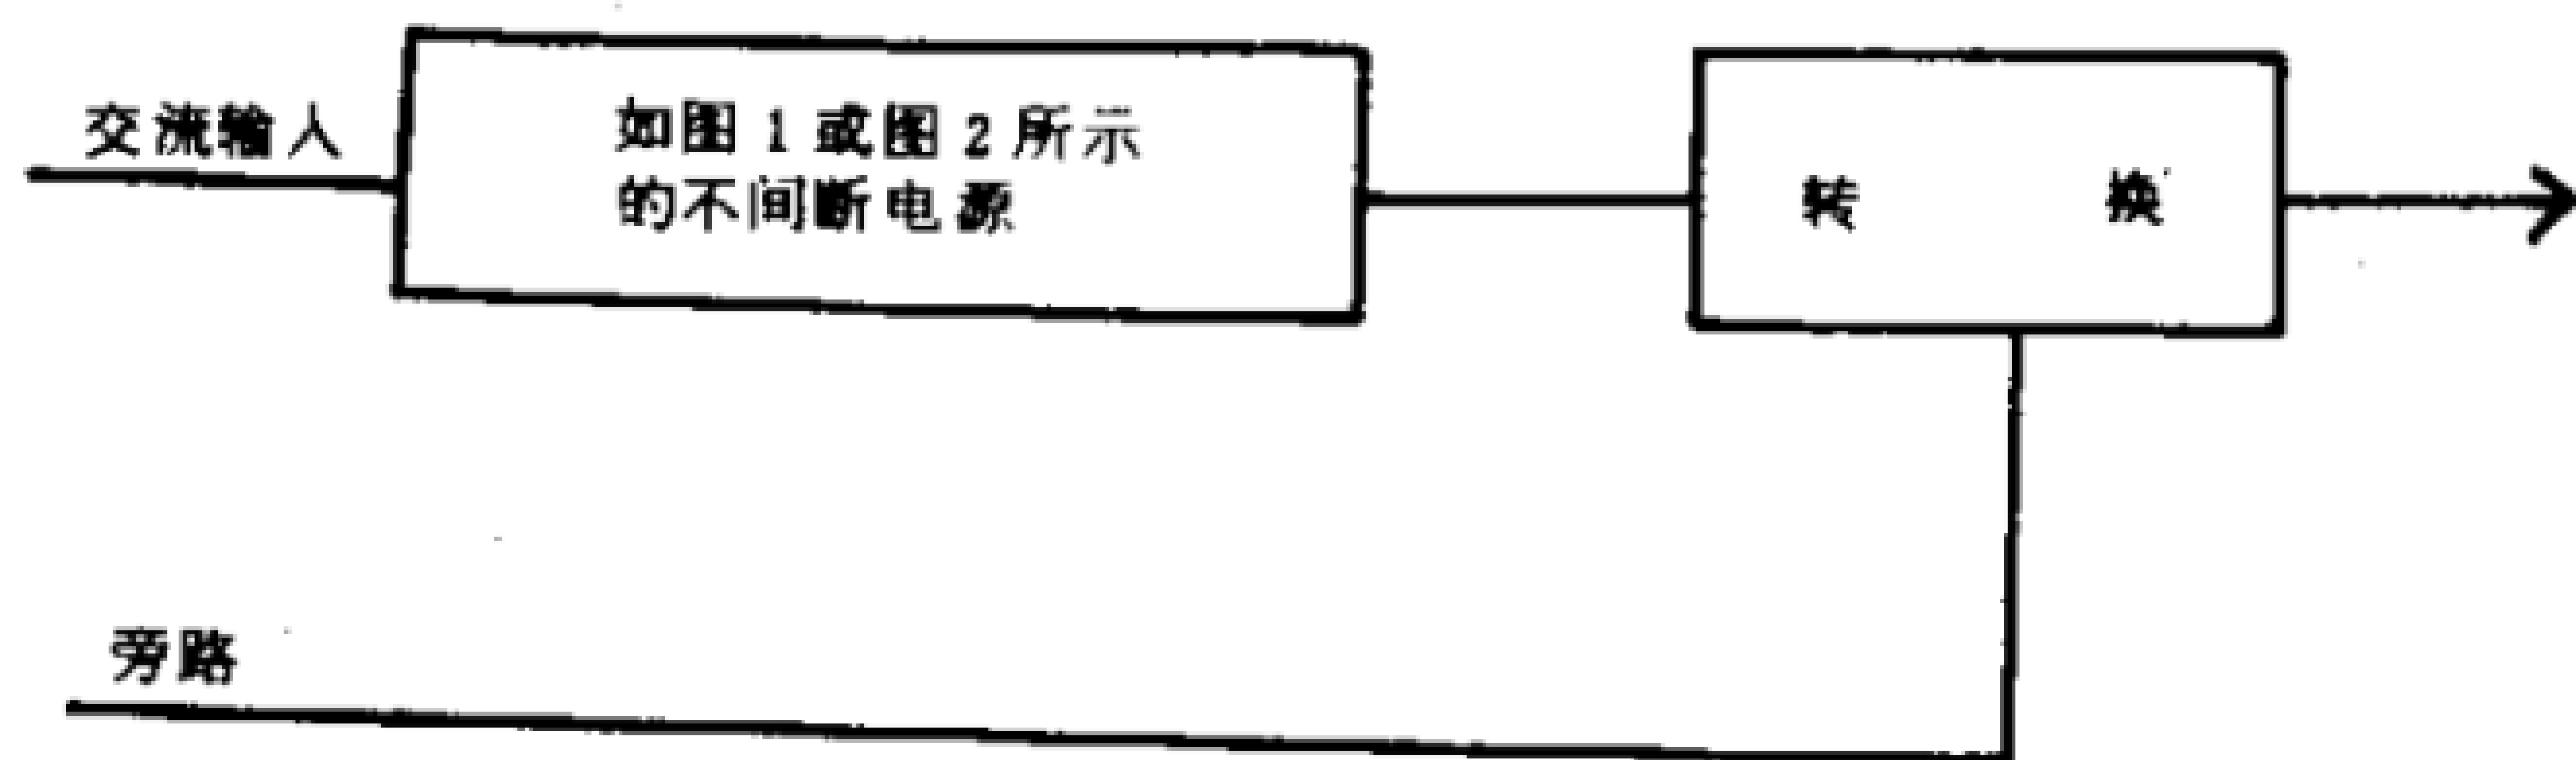 交流输入
如图1或图2所示
的不间断电源
转换
旁路